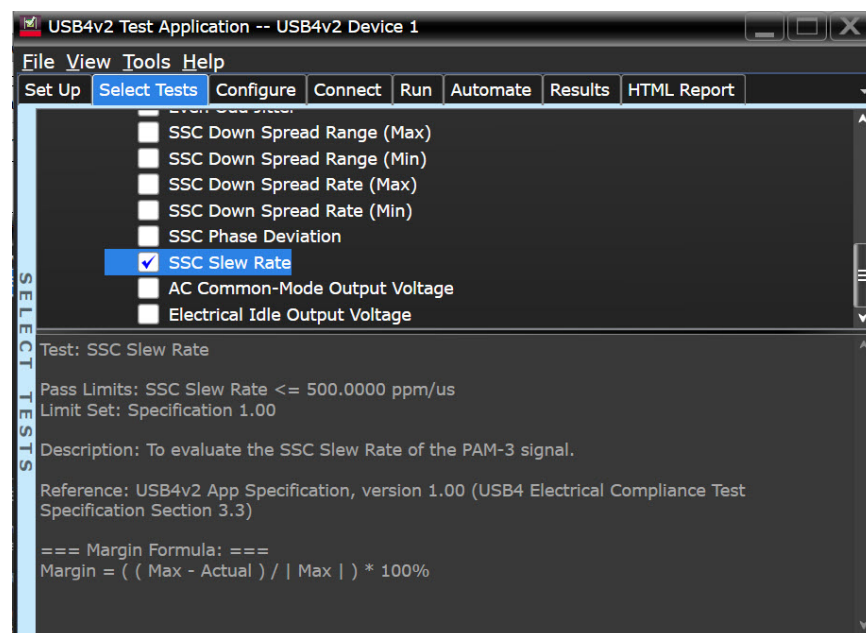 USB4v2 Test Application -- USB4v2 Device 1
File View Tools Help
Set Up Select Tests Configure Connect Run Automate Results HTML Report
SSC Down Spread Range (Max)
SSC Down Spread Range (Min)
SSC Down Spread Rate (Max)
SSC Down Spread Rate (Min)
SSC Phase Deviation
SSC Slew Rate
AC Common-Mode Output Voltage
Electrical Idle Output Voltage
SELECT TESTS
Test: SSC Slew Rate
Pass Limits: SSC Slew Rate <= 500.0000 ppm/us
Limit Set: Specification 1.00
Description: To evaluate the SSC Slew Rate of the PAM-3 signal.
Reference: USB4v2 App Specification, version 1.00 (USB4 Electrical Compliance Test
Specification Section 3.3)
=== Margin Formula: ===
Margin = ( ( Max - Actual ) / | Max | ) * 100%